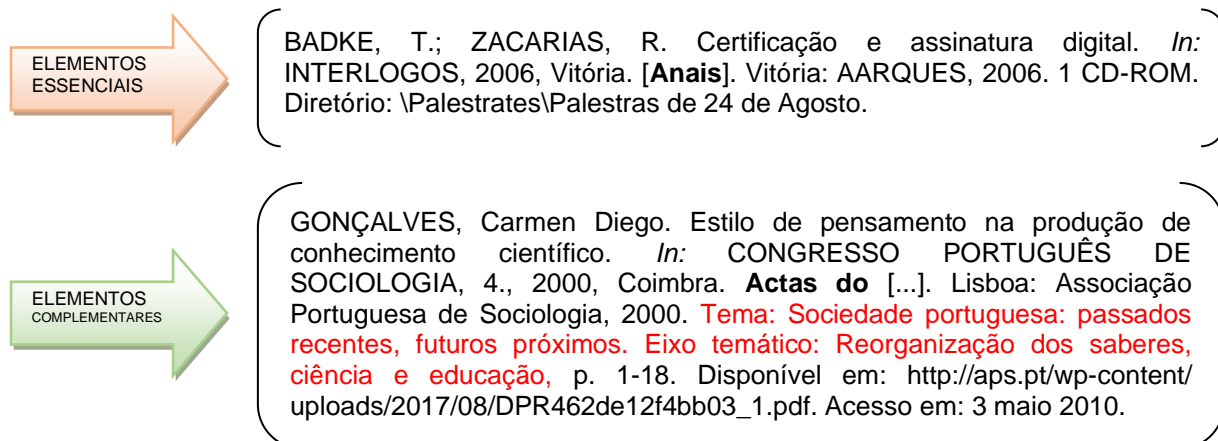 ELEMENTOS
ESSENCIAIS
BADKE, T.; ZACARIAS, R. Certificação e assinatura digital. In:
INTERLOGOS, 2006, Vitória. [Anais]. Vitória: AARQUES, 2006. 1 CD-ROM.
Diretório: \Palestrates\Palestras de 24 de Agosto.
ELEMENTOS
COMPLEMENTARES
GONÇALVES, Carmen Diego. Estilo de pensamento na produção de
conhecimento científico. In: CONGRESSO PORTUGUÊS DE
SOCIOLOGIA, 4., 2000, Coimbra. Actas do [...]. Lisboa: Associação
Portuguesa de Sociologia, 2000. Tema: Sociedade portuguesa: passados
recentes, futuros próximos. Eixo temático: Reorganização dos saberes,
ciência e educação, p. 1-18. Disponível em: http://aps.pt/wp-content/
uploads/2017/08/DPR462de12f4bb03_1.pdf. Acesso em: 3 maio 2010.